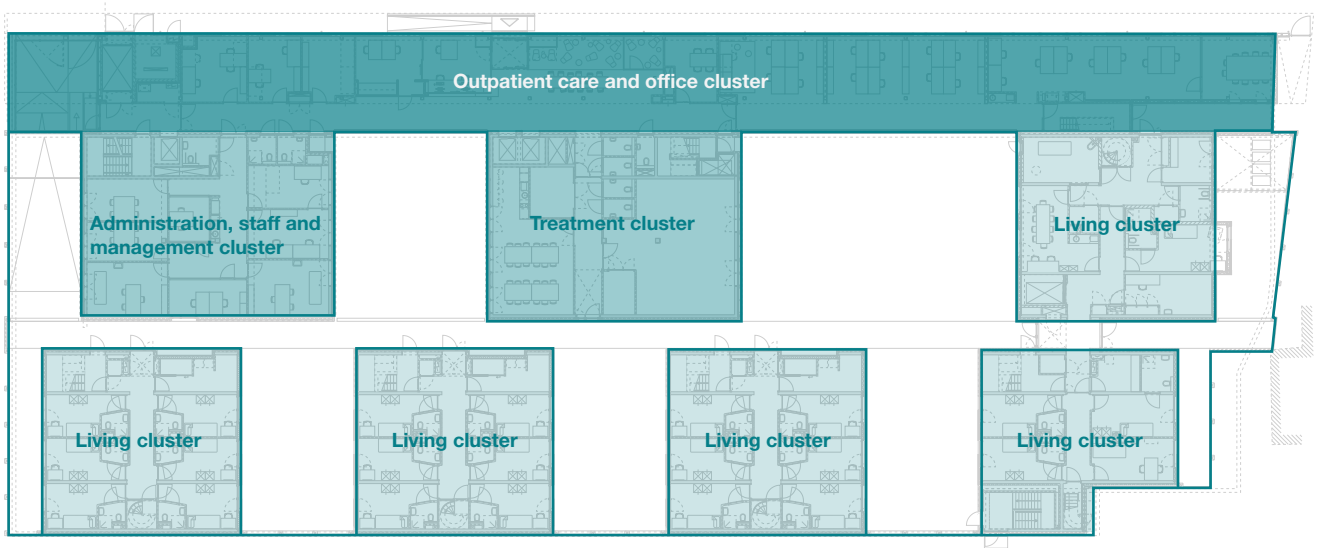 Outpatient care and office cluster
Administration, staff and
management cluster
Treatment cluster
Living cluster
Living cluster
Living cluster
Living cluster
Living cluster